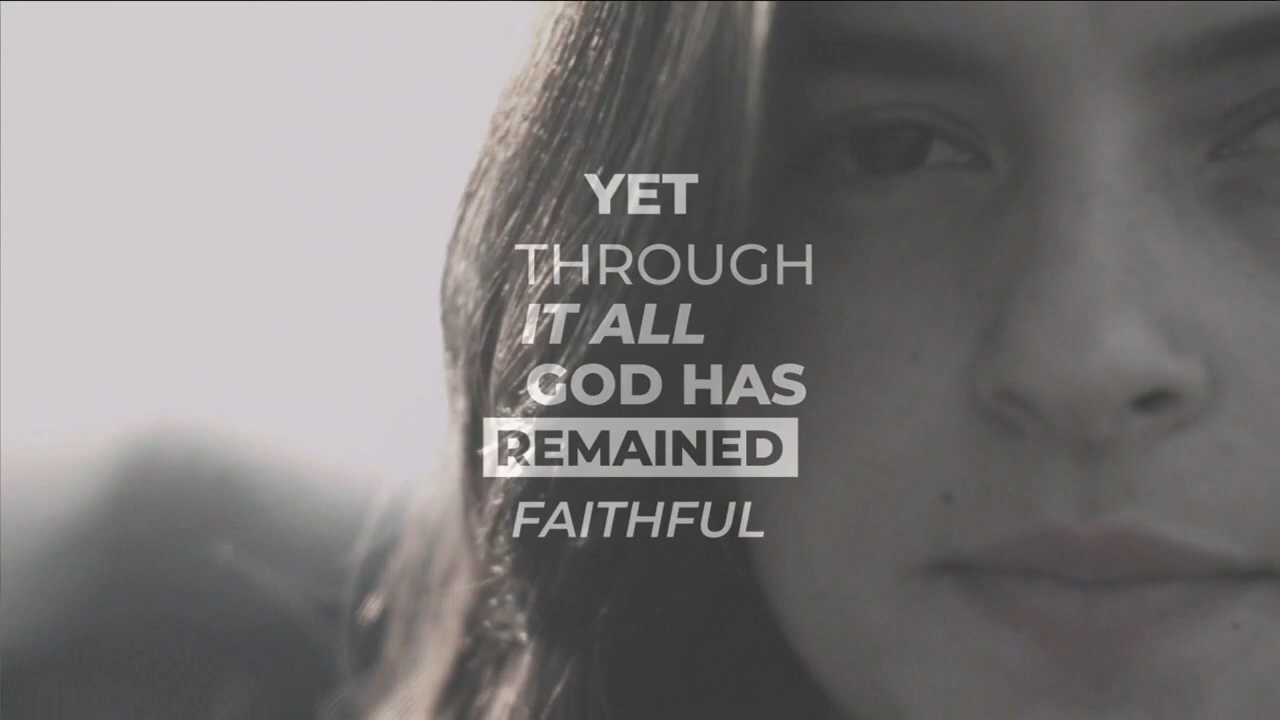 YET
THROUGH
IT ALL
GOD HAS
REMAINED
FAITHFUL